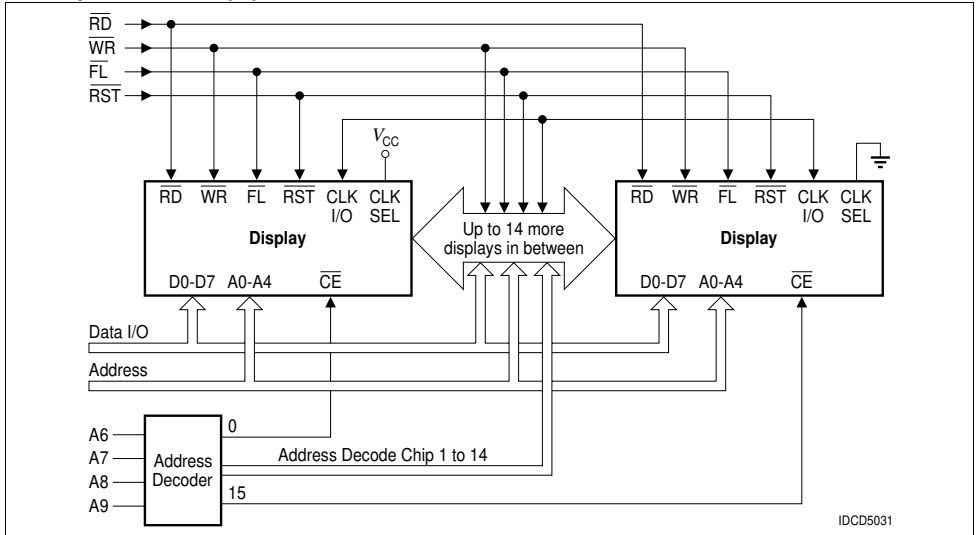 RD
WR
FL
RST
VCC
RD WR FL RST CLK I/O CLK SEL
Display
D0-D7 A0-A4 CE
Up to 14 more
displays in between
RD WR FL RST CLK I/O CLK SEL
Display
D0-D7 A0-A4 CE
Data I/O
Address
A6
A7
A8
A9
Address
Decoder
0
Address Decode Chip 1 to 14
15
IDCD5031